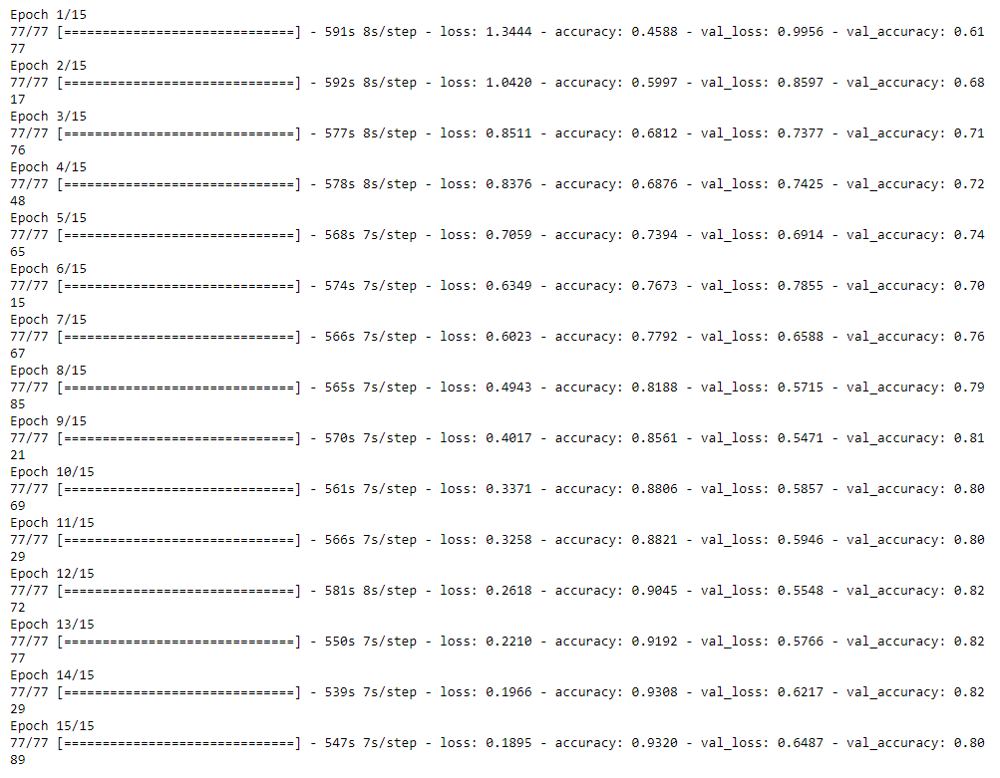 Epoch 1/15
77/77 [==============================] - 591s 8s/step - loss: 1.3444 - accuracy: 0.4588 - val_loss: 0.9956 - val_accuracy: 0.61
77
Epoch 2/15
77/77 [==============================] - 592s 8s/step - loss: 1.0420 - accuracy: 0.5997 - val_loss: 0.8597 - val_accuracy: 0.68
17
Epoch 3/15
77/77 [==============================] - 577s 8s/step - loss: 0.8511 - accuracy: 0.6812 - val_loss: 0.7377 - val_accuracy: 0.71
76
Epoch 4/15
77/77 [==============================] - 578s 8s/step - loss: 0.8376 - accuracy: 0.6876 - val_loss: 0.7425 - val_accuracy: 0.72
48
Epoch 5/15
77/77 [==============================] - 568s 7s/step - loss: 0.7059 - accuracy: 0.7394 - val_loss: 0.6914 - val_accuracy: 0.74
65
Epoch 6/15
77/77 [==============================] - 574s 7s/step - loss: 0.6349 - accuracy: 0.7673 - val_loss: 0.7855 - val_accuracy: 0.70
15
Epoch 7/15
77/77 [==============================] - 566s 7s/step - loss: 0.6023 - accuracy: 0.7792 - val_loss: 0.6588 - val_accuracy: 0.76
67
Epoch 8/15
77/77 [==============================] - 565s 7s/step - loss: 0.4943 - accuracy: 0.8188 - val_loss: 0.5715 - val_accuracy: 0.79
85
Epoch 9/15
77/77 [==============================] - 570s 7s/step - loss: 0.4017 - accuracy: 0.8561 - val_loss: 0.5471 - val_accuracy: 0.81
21
Epoch 10/15
77/77 [==============================] - 561s 7s/step - loss: 0.3371 - accuracy: 0.8806 - val_loss: 0.5857 - val_accuracy: 0.80
69
Epoch 11/15
77/77 [==============================] - 566s 7s/step - loss: 0.3258 - accuracy: 0.8821 - val_loss: 0.5946 - val_accuracy: 0.80
29
Epoch 12/15
77/77 [==============================] - 581s 8s/step - loss: 0.2618 - accuracy: 0.9045 - val_loss: 0.5548 - val_accuracy: 0.82
72
Epoch 13/15
77/77 [==============================] - 550s 7s/step - loss: 0.2210 - accuracy: 0.9192 - val_loss: 0.5766 - val_accuracy: 0.82
77
Epoch 14/15
77/77 [==============================] - 539s 7s/step - loss: 0.1966 - accuracy: 0.9308 - val_loss: 0.6217 - val_accuracy: 0.82
29
Epoch 15/15
77/77 [==============================] - 547s 7s/step - loss: 0.1895 - accuracy: 0.9320 - val_loss: 0.6487 - val_accuracy: 0.80
89